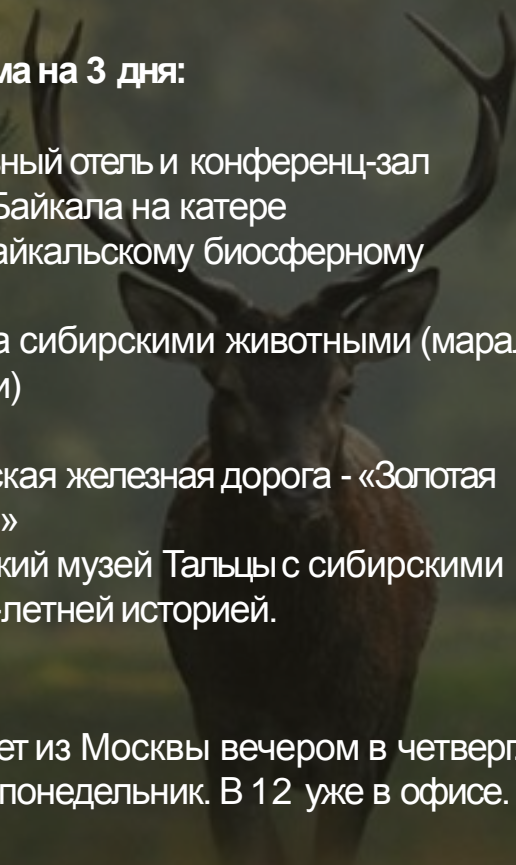 ма на 3 дня:
ный отель и конференц-зал
Байкала на катере
айкальскому биосферному
а сибирскими животными (мара
и)
ская железная дорога - «Золотая
»
кий музей Тальцы с сибирскими
-летней историей.
ет из Москвы вечером в четверг.
понедельник. В 12 уже в офисе.